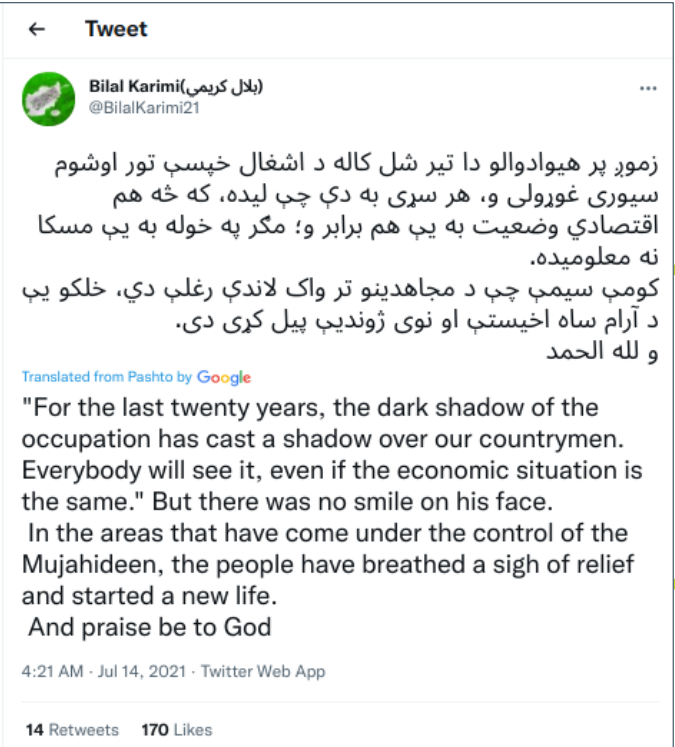 Tweet
Bilal Karimi(بلال کریمي)
@BilalKarimi21
زموږ پر هیوادوالو دا تیر شل کاله د اشغال خپسې تور اوشوم
سیوری غوړولی و، هر سړی به دې چې لیده، که څه هم
اقتصادي وضعیت به یې هم برابر و؛ مګر په خوله به یې مسکا
نه معلومیده.
کومې سیمې چې د مجاهدینو تر واک لاندې رغلې دي، خلکو یې
د آرام ساه اخیستې او نوی ژوندیې پیل کړی دی.
و لله الحمد
Translated from Pashto by Google
"For the last twenty years, the dark shadow of the
occupation has cast a shadow over our countrymen.
Everybody will see it, even if the economic situation is
the same." But there was no smile on his face.
In the areas that have come under the control of the
Mujahideen, the people have breathed a sigh of relief
and started a new life.
And praise be to God
4:21 AM · Jul 14, 2021 · Twitter Web App
14 Retweets 170 Likes